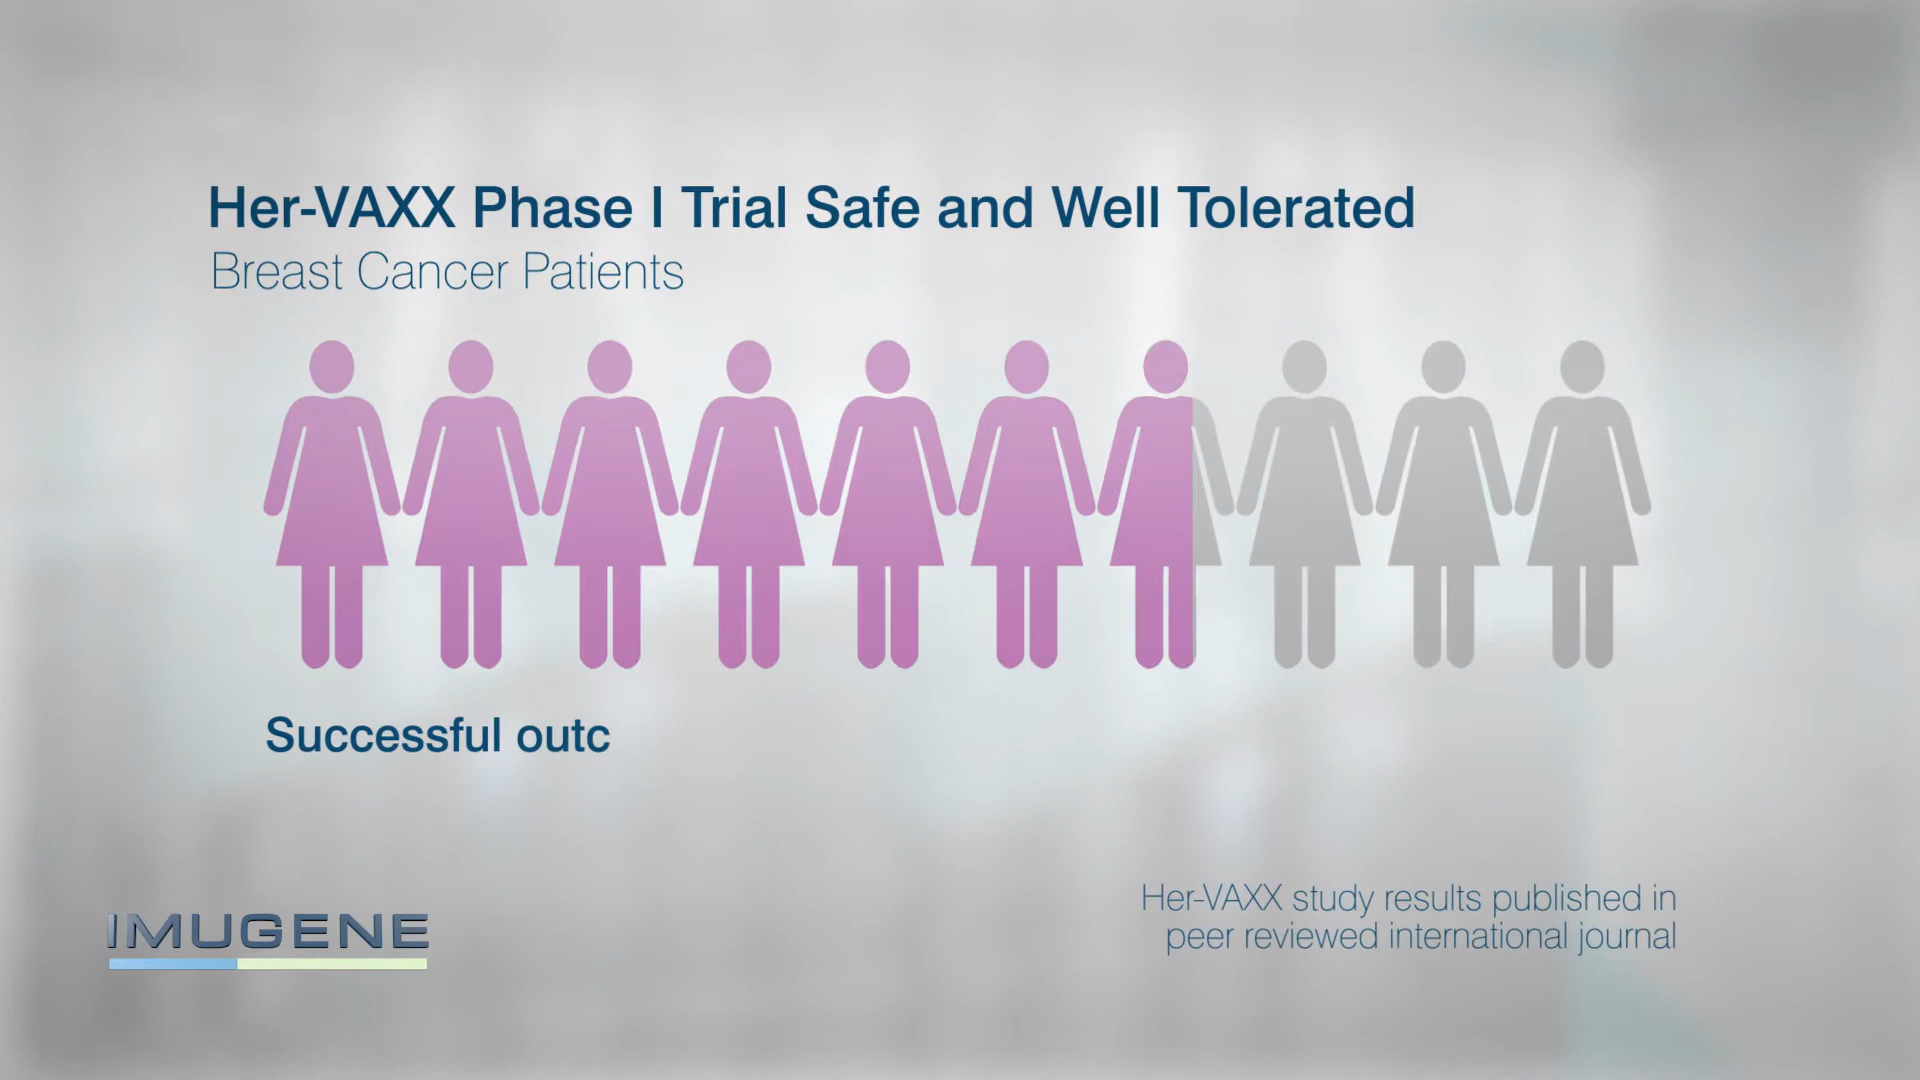 Her-VAXX Phase I Trial Safe and Well Tolerated
Breast Cancer Patients
Successful outc
IMUGENE
Her-VAXX study results published in
peer reviewed international journal